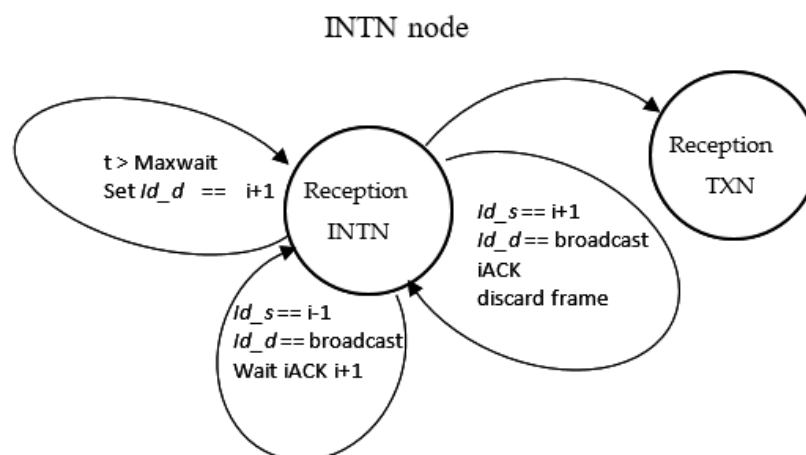 INTN node
t > Maxwait
Set Id_d == i+1
Reception
INTN
Id_s == i-1
Id_d == broadcast
Wait iACK i+1
Id_s == i+1
Id_d == broadcast
iACK
discard frame
Reception
TXN